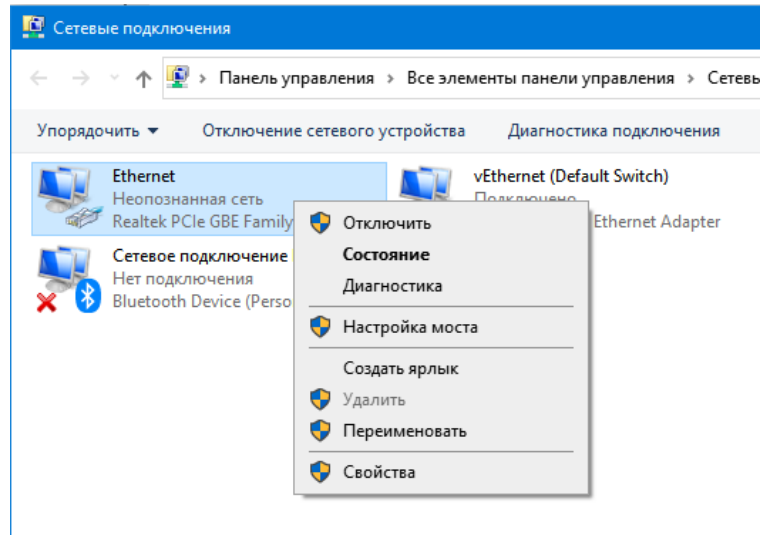 Сетевые подключения
Панель управления › Все элементы панели управления › Сетевы
Упорядочить Отключение сетевого устройства Диагностика подключения
Ethernet
Неопознанная сеть
Realtek PCIe GBE Family
vEthernet (Default Switch)
Подключено
Ethernet Adapter
Сетевое подключение
Нет подключения
Bluetooth Device (Perso
Отключить
Состояние
Диагностика
Настройка моста
Создать ярлык
Удалить
Переименовать
Свойства